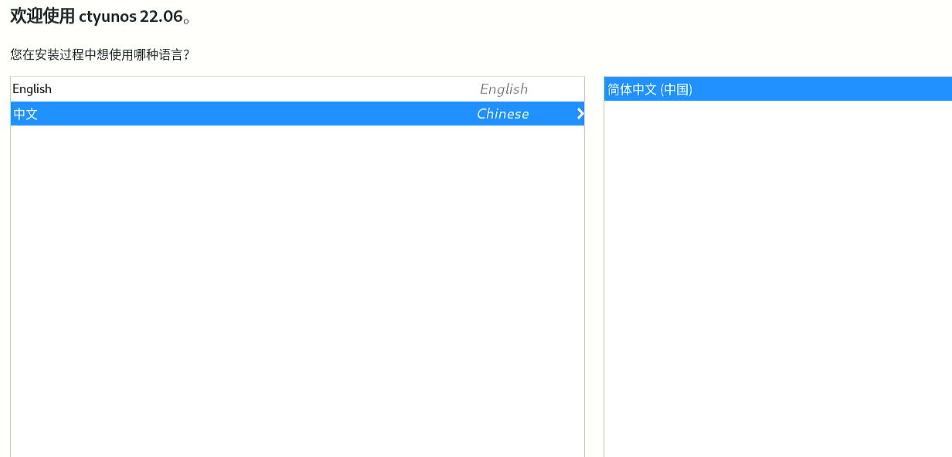 欢迎使用 ctyunos 22.06。
您在安装过程中想使用哪种语言？
English English
中文 Chinese
简体中文 (中国)